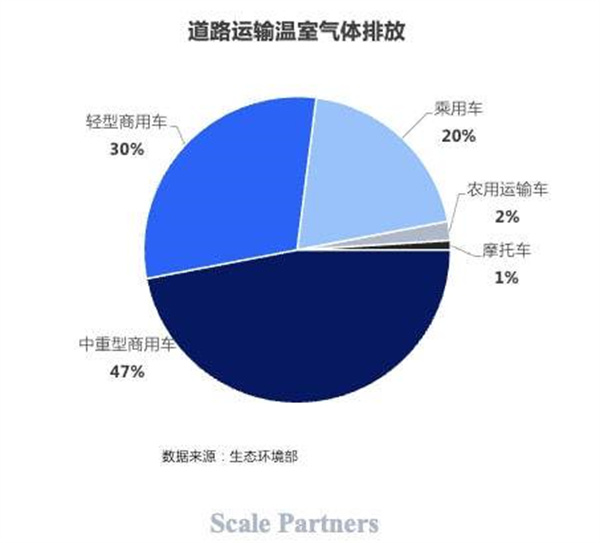 道路运输温室气体排放
轻型商用车
30%
乘用车
20%
农用运输车
2%
摩托车
1%
中重型商用车
47%
数据来源：生态环境部
Scale Partners